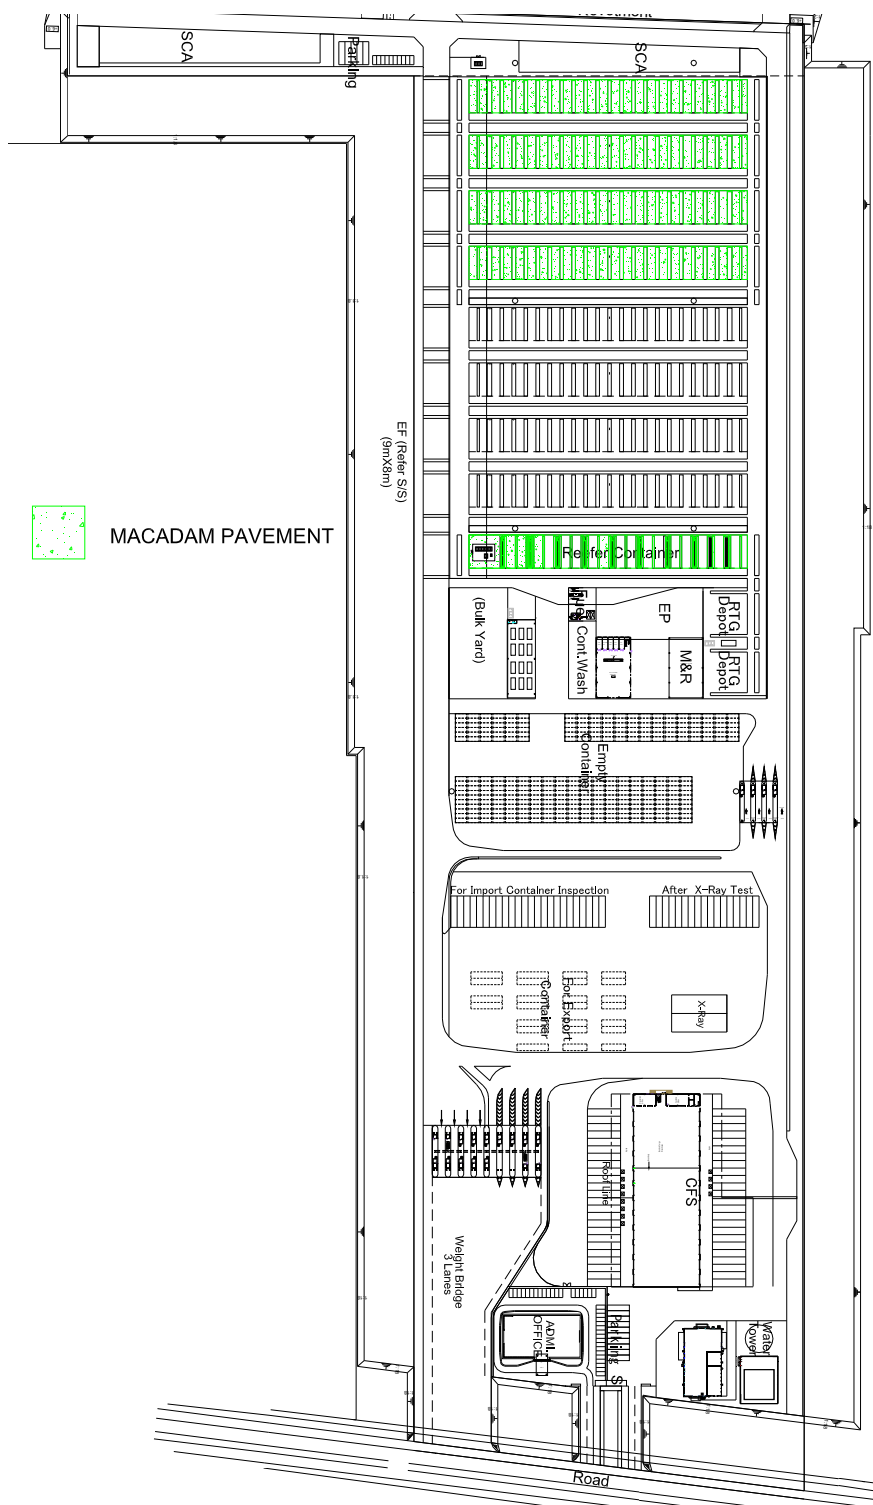 Revetment
SCA
Parking
SCA
EF (Refer S/S)
(9mX8m)
MACADAM PAVEMENT
Reefer Container
(Bulk Yard)
Fuel
Cont.Wash
EP
M&R
RTG
Depot
RTG
Depot
Empty
Container
For Import Container Inspection
After X-Ray Test
For Export
Container
X-Ray
CFS
Roof Line
Weight Bridge
3 Lanes
ADMI.
OFFICE
Parking S
Water
Tower
Road